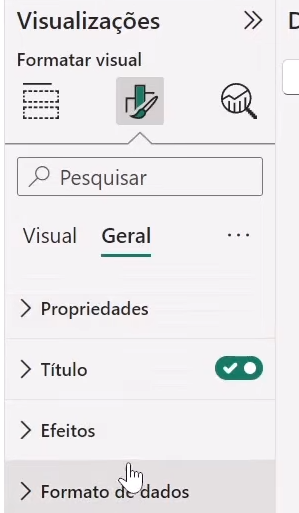 Visualizações
Formatar visual
Pesquisar
Visual Geral
Propriedades
Título
Efeitos
Formato de dados